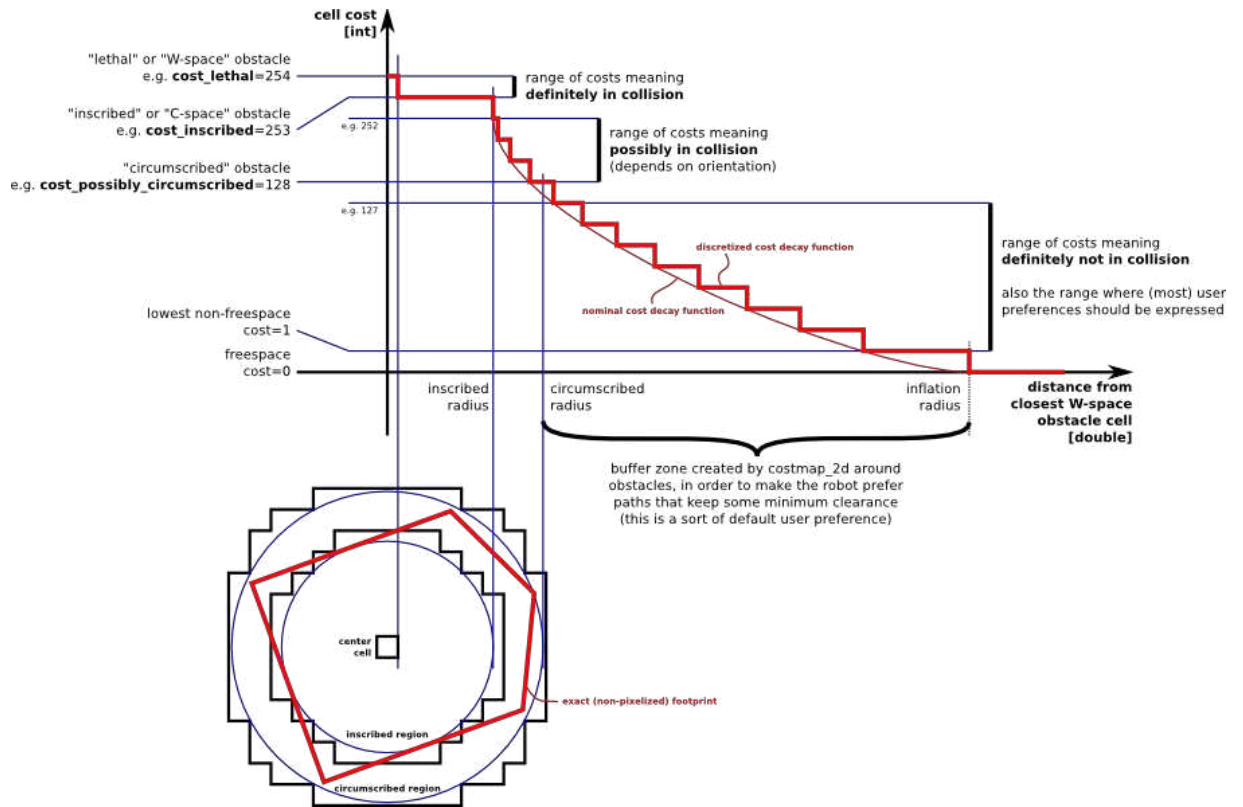 cell cost
[int]
"lethal" or "W-space" obstacle
e.g. cost_lethal=254
range of costs meaning
definitely in collision
"inscribed" or "C-space" obstacle
e.g. cost_inscribed=253
e.g. 252
range of costs meaning
possibly in collision
(depends on orientation)
"circumscribed" obstacle
e.g. cost_possibly_circumscribed=128
e.g. 127
discretized cost decay function
nominal cost decay function
range of costs meaning
definitely not in collision
also the range where (most) user
preferences should be expressed
lowest non-freespace
cost=1
freespace
cost=0
inscribed
radius
circumscribed
radius
inflation
radius
distance from
closest W-space
obstacle cell
[double]
buffer zone created by costmap_2d around
obstacles, in order to make the robot prefer
paths that keep some minimum clearance
(this is a sort of default user preference)
center
cell
exact (non-pixelized) footprint
inscribed region
circumscribed region